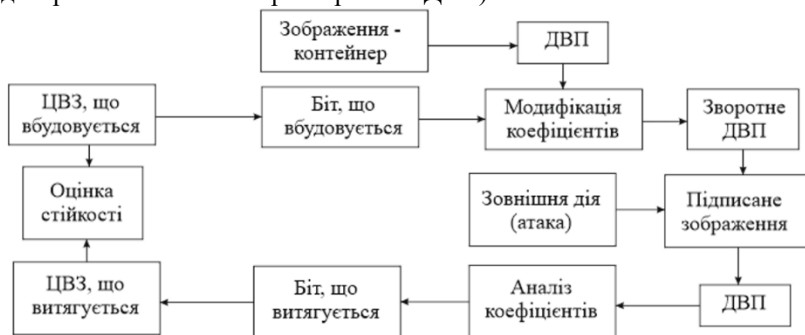 Зображення -
контейнер
ДВП
ЦВЗ, що
вбудовується
Біт, що
вбудовується
Модифікація
коефіцієнтів
Зворотне
ДВП
Оцінка
стійкості
Зовнішня дія
(атака)
Підписане
зображення
ЦВЗ, що
витягується
Біт, що
витягується
Аналіз
коефіцієнтів
ДВП